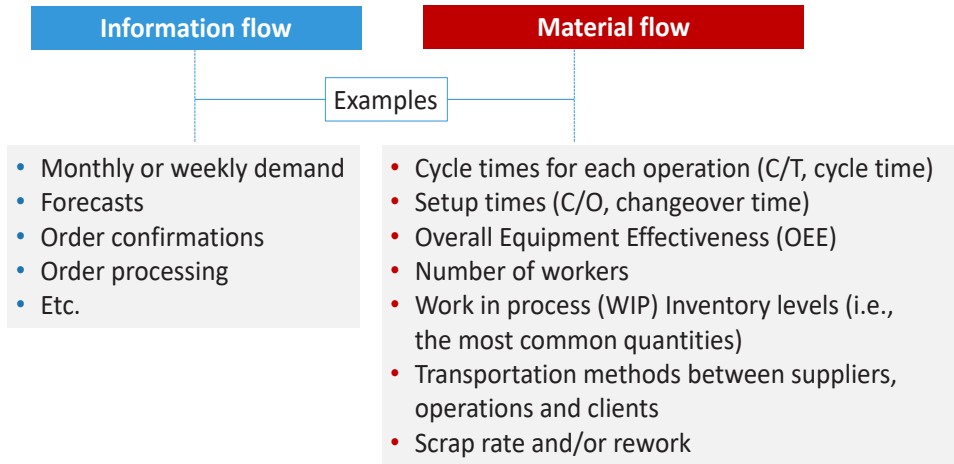 Information flow
Material flow
Examples
• Monthly or weekly demand
• Forecasts
• Order confirmations
• Order processing
• Etc.
• Cycle times for each operation (C/T, cycle time)
• Setup times (C/O, changeover time)
• Overall Equipment Effectiveness (OEE)
• Number of workers
• Work in process (WIP) Inventory levels (i.e.,
the most common quantities)
• Transportation methods between suppliers,
operations and clients
• Scrap rate and/or rework